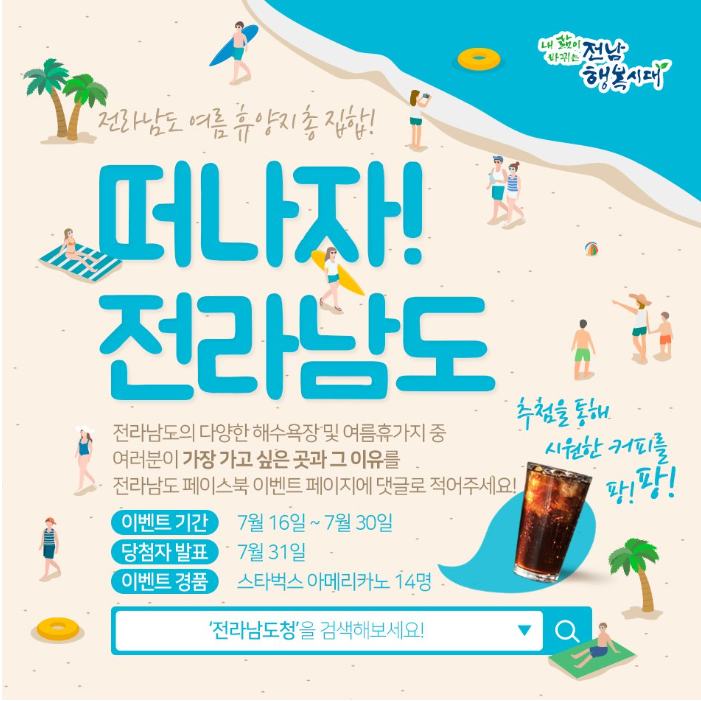 내 삶이
바뀌는 전남
행복시대
전라남도 여름 휴양지 총 집합!
떠나자!
전라남도
전라남도의 다양한 해수욕장 및 여름휴가지 중
여러분이 가장 가고 싶은 곳과 그 이유를
전라남도 페이스북 이벤트 페이지에 댓글로 적어주세요!
추첨을 통해
시원한 커피를
팡! 팡!
이벤트 기간 7월 16일 ~ 7월 30일
당첨자 발표 7월 31일
이벤트 경품 스타벅스 아메리카노 14명
'전라남도청'을 검색해보세요!